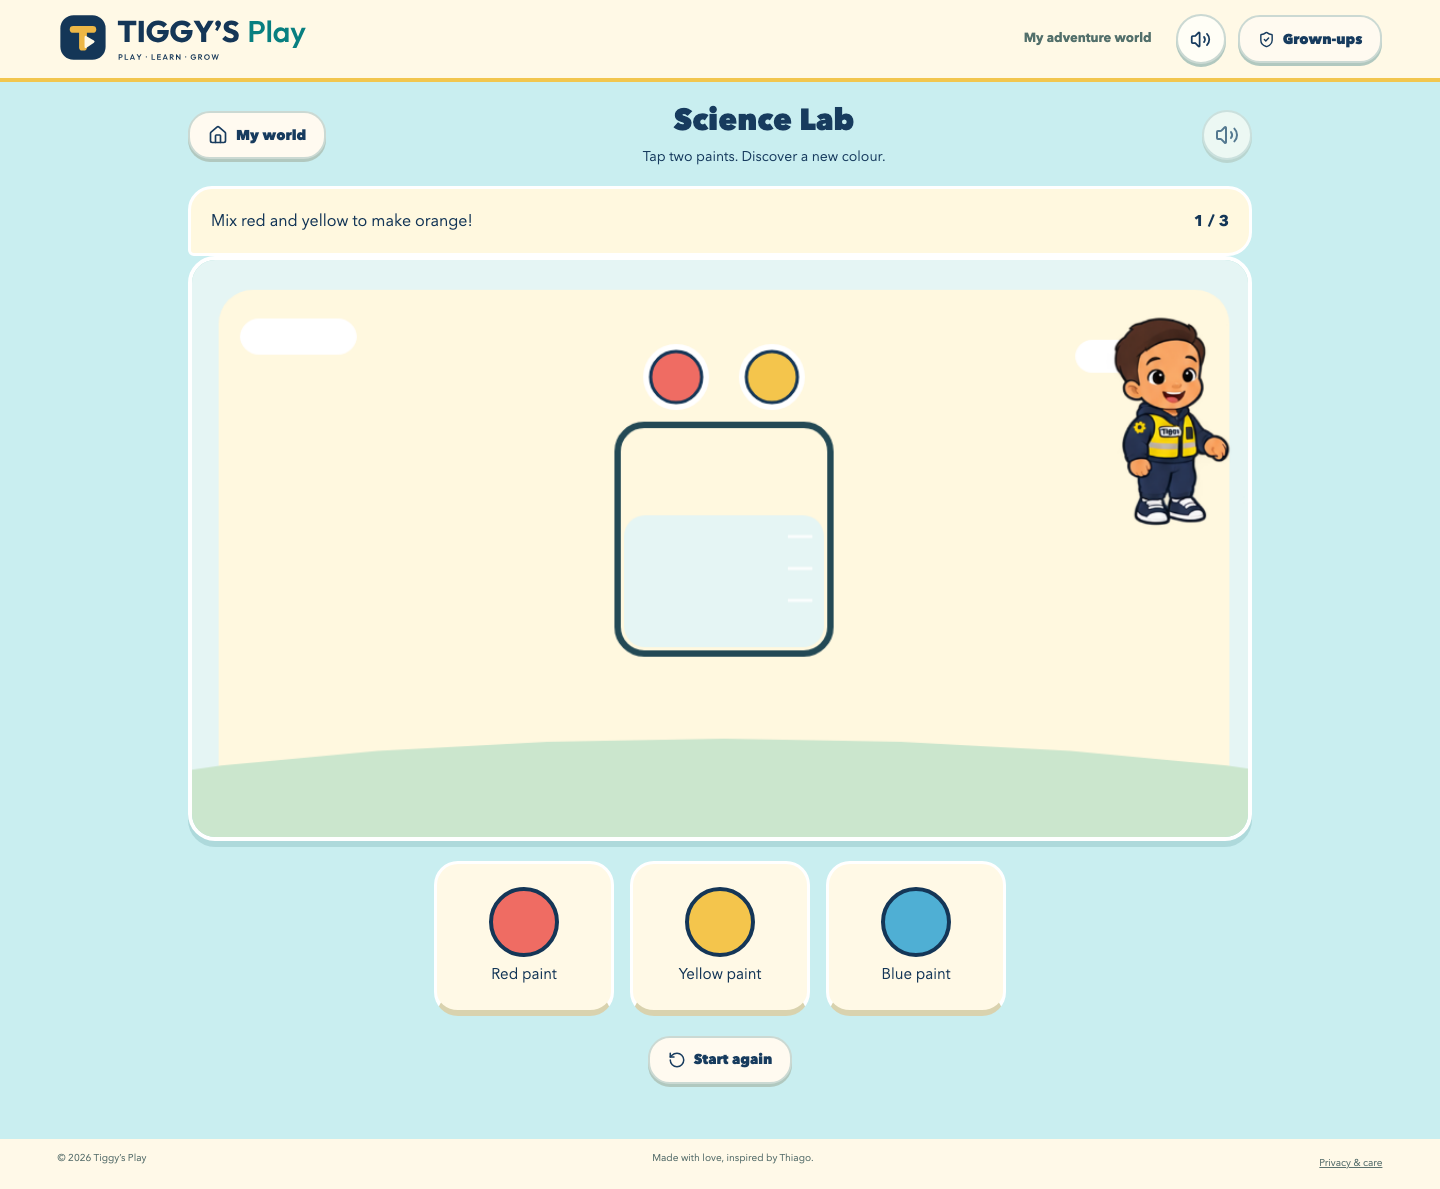 TIGGY’S Play
PLAY · LEARN · GROW
My adventure world
Grown-ups
My world
Science Lab
Tap two paints. Discover a new colour.
Mix red and yellow to make orange!
1 / 3
Tiggy
Red paint
Yellow paint
Blue paint
Start again
© 2026 Tiggy's Play
Made with love, inspired by Thiago.
Privacy & care